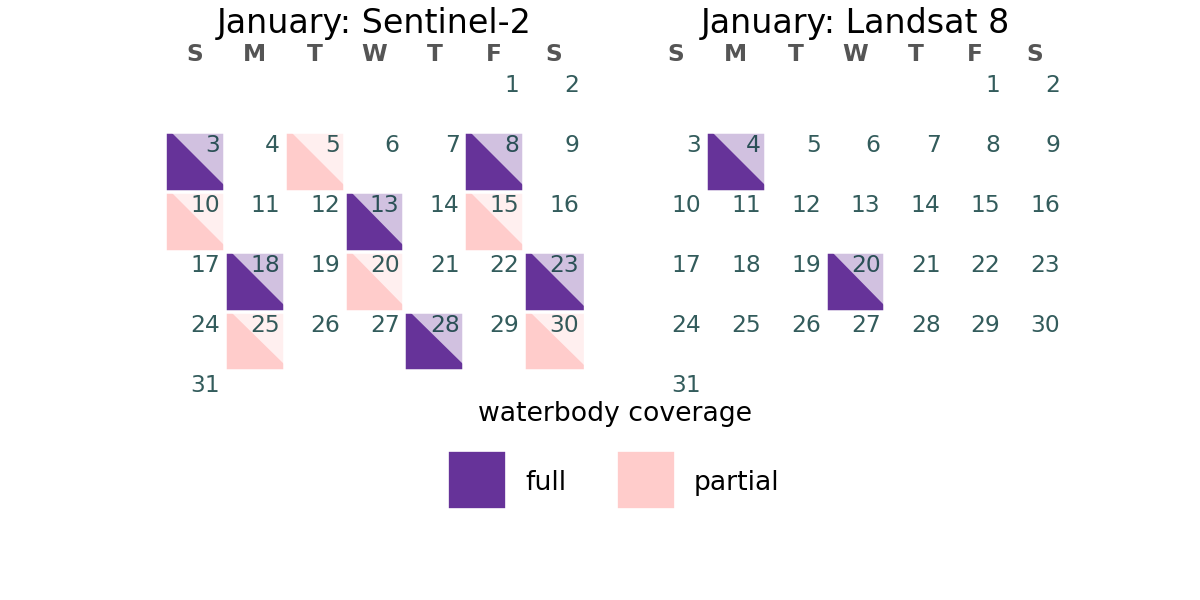 January: Sentinel-2
S M T W T F S
1 2
3 4 5 6 7 8 9
10 11 12 13 14 15 16
17 18 19 20 21 22 23
24 25 26 27 28 29 30
31
January: Landsat 8
S M T W T F S
1 2
3 4 5 6 7 8 9
10 11 12 13 14 15 16
17 18 19 20 21 22 23
24 25 26 27 28 29 30
31
waterbody coverage
full partial